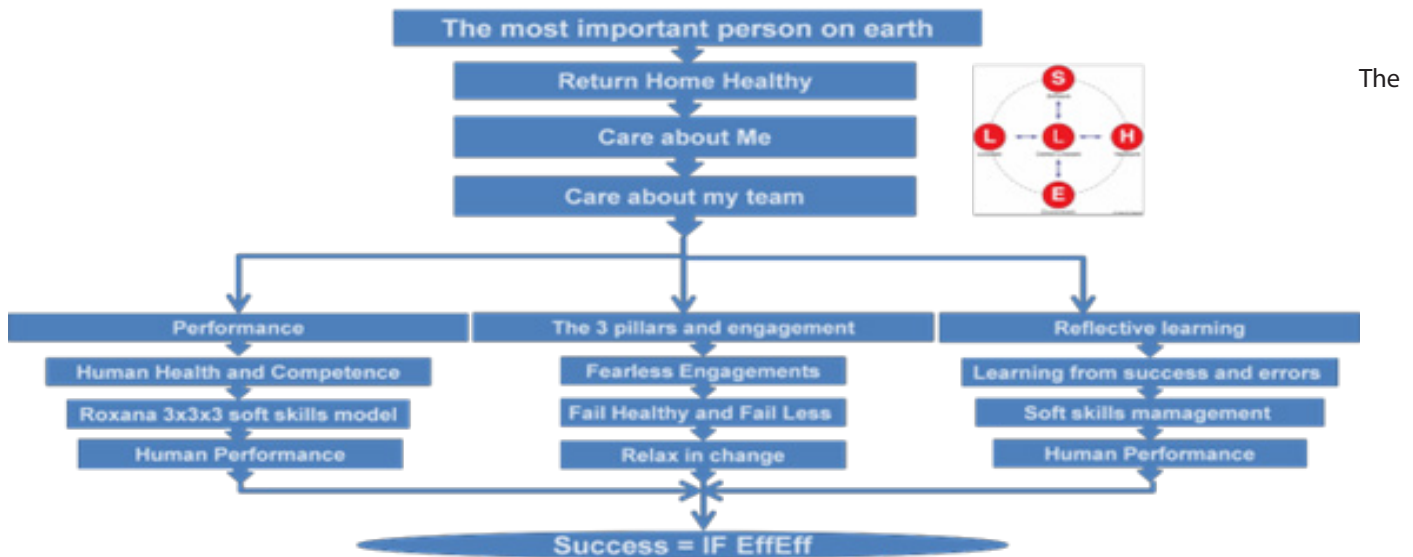 The most important person on earth
The
Return Home Healthy
Care about Me
Care about my team
S
L
L
H
E
Performance
The 3 pillars and engagement
Reflective learning
Human Health and Competence
Fearless Engagements
Learning from success and errors
Roxana 3x3x3 soft skills model
Fail Healthy and Fail Less
Soft skills mamagement
Human Performance
Relax in change
Human Performance
Success = IF EffEff